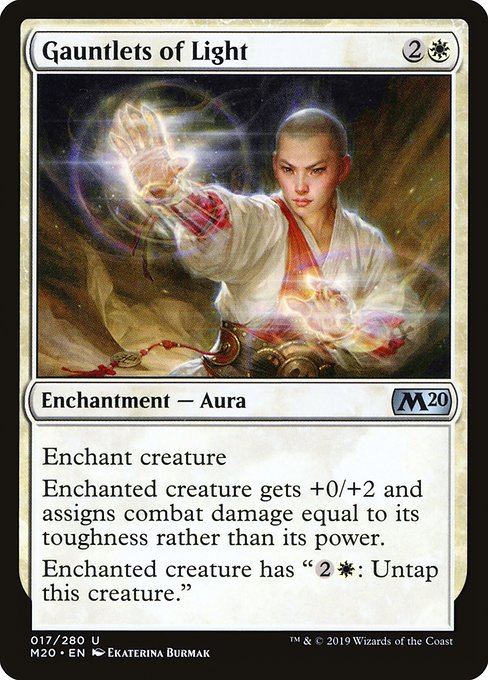 Gauntlets of Light 2
Enchantment — Aura M20
Enchant creature
Enchanted creature gets +0/+2 and
assigns combat damage equal to its
toughness rather than its power.
Enchanted creature has “2: Untap
this creature.”
017/280 U ™ & © 2019 Wizards of the Coast
M20 • EN Ekaterina Burmak